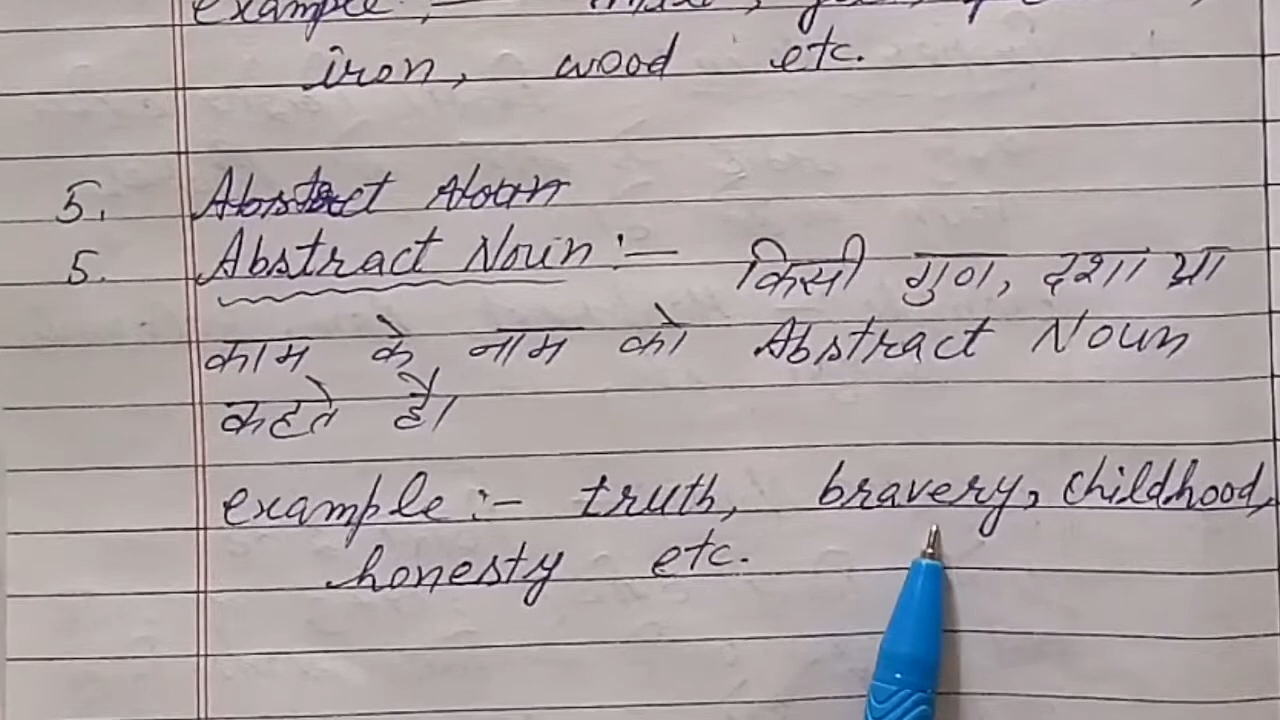 example :-
iron, wood etc.
5. Abstract Noun
5. Abstract Noun :- किसी गुण, दशा या
काम के नाम को Abstract Noun
कहते है।
example :- truth, bravery, childhood,
honesty etc.